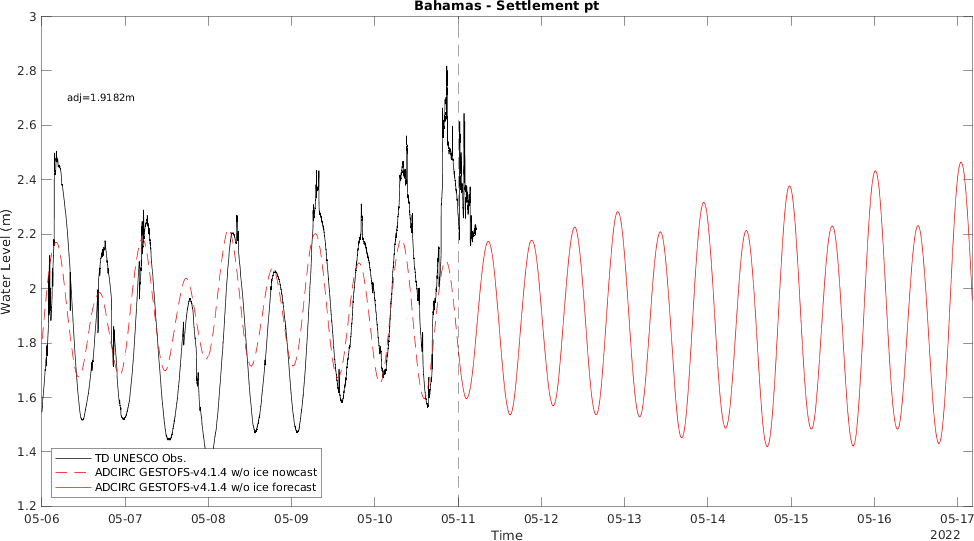 Bahamas - Settlement pt
3
2.8
adj=1.9182m
2.6
2.4
2.2
2
1.8
1.6
1.4
1.2
Water Level (m)
TD UNESCO Obs.
ADCIRC GESTOFS-v4.1.4 w/o ice nowcast
ADCIRC GESTOFS-v4.1.4 w/o ice forecast
05-06 05-07 05-08 05-09 05-10 05-11 05-12 05-13 05-14 05-15 05-16 05-17
Time
2022